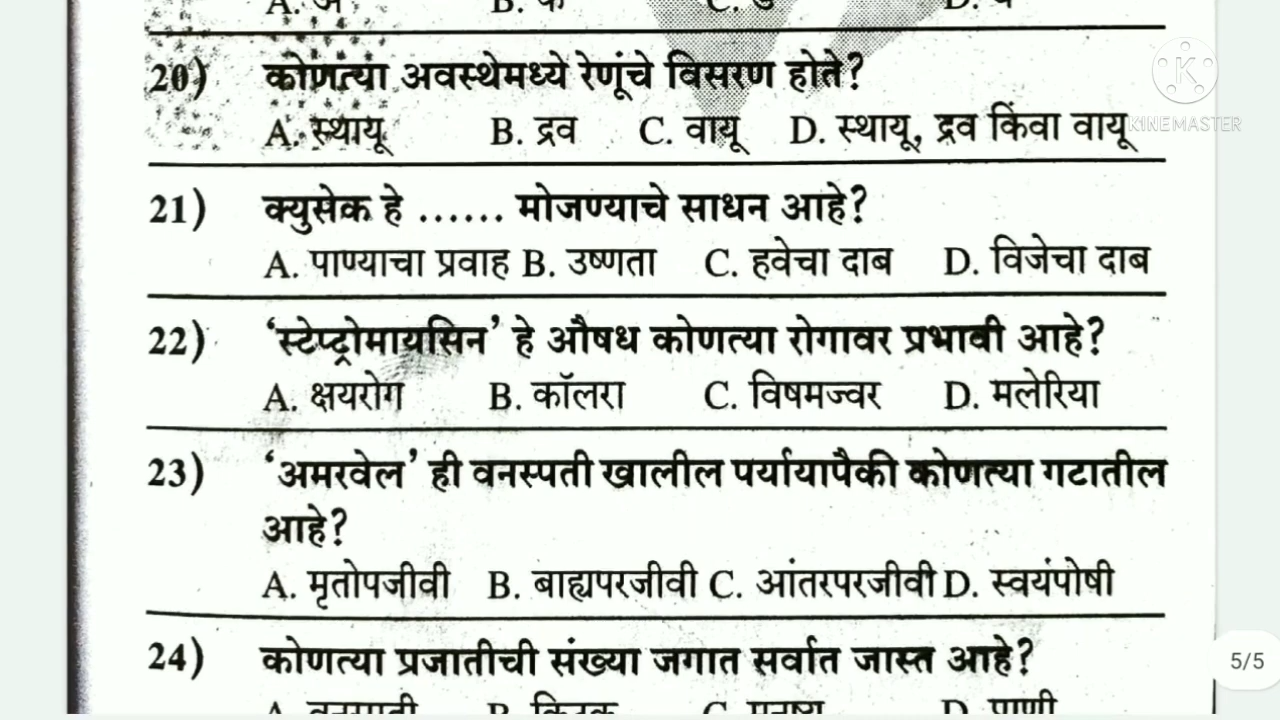 20) कोणत्या अवस्थेमध्ये रेणूंचे विसरण होते?
A. स्थायू B. द्रव C. वायू D. स्थायू, द्रव किंवा वायू
KINEMASTER
21) क्युसेक हे ...... मोजण्याचे साधन आहे?
A. पाण्याचा प्रवाह B. उष्णता C. हवेचा दाब D. विजेचा दाब
22) ‘स्टेप्ट्रोमायसिन’ हे औषध कोणत्या रोगावर प्रभावी आहे?
A. क्षयरोग B. कॉलरा C. विषमज्वर D. मलेरिया
23) ‘अमरवेल’ ही वनस्पती खालील पर्यायापैकी कोणत्या गटातील
आहे?
A. मृतोपजीवी B. बाह्यपरजीवी C. आंतरपरजीवी D. स्वयंपोषी
24) कोणत्या प्रजातीची संख्या जगात सर्वात जास्त आहे?
5/5